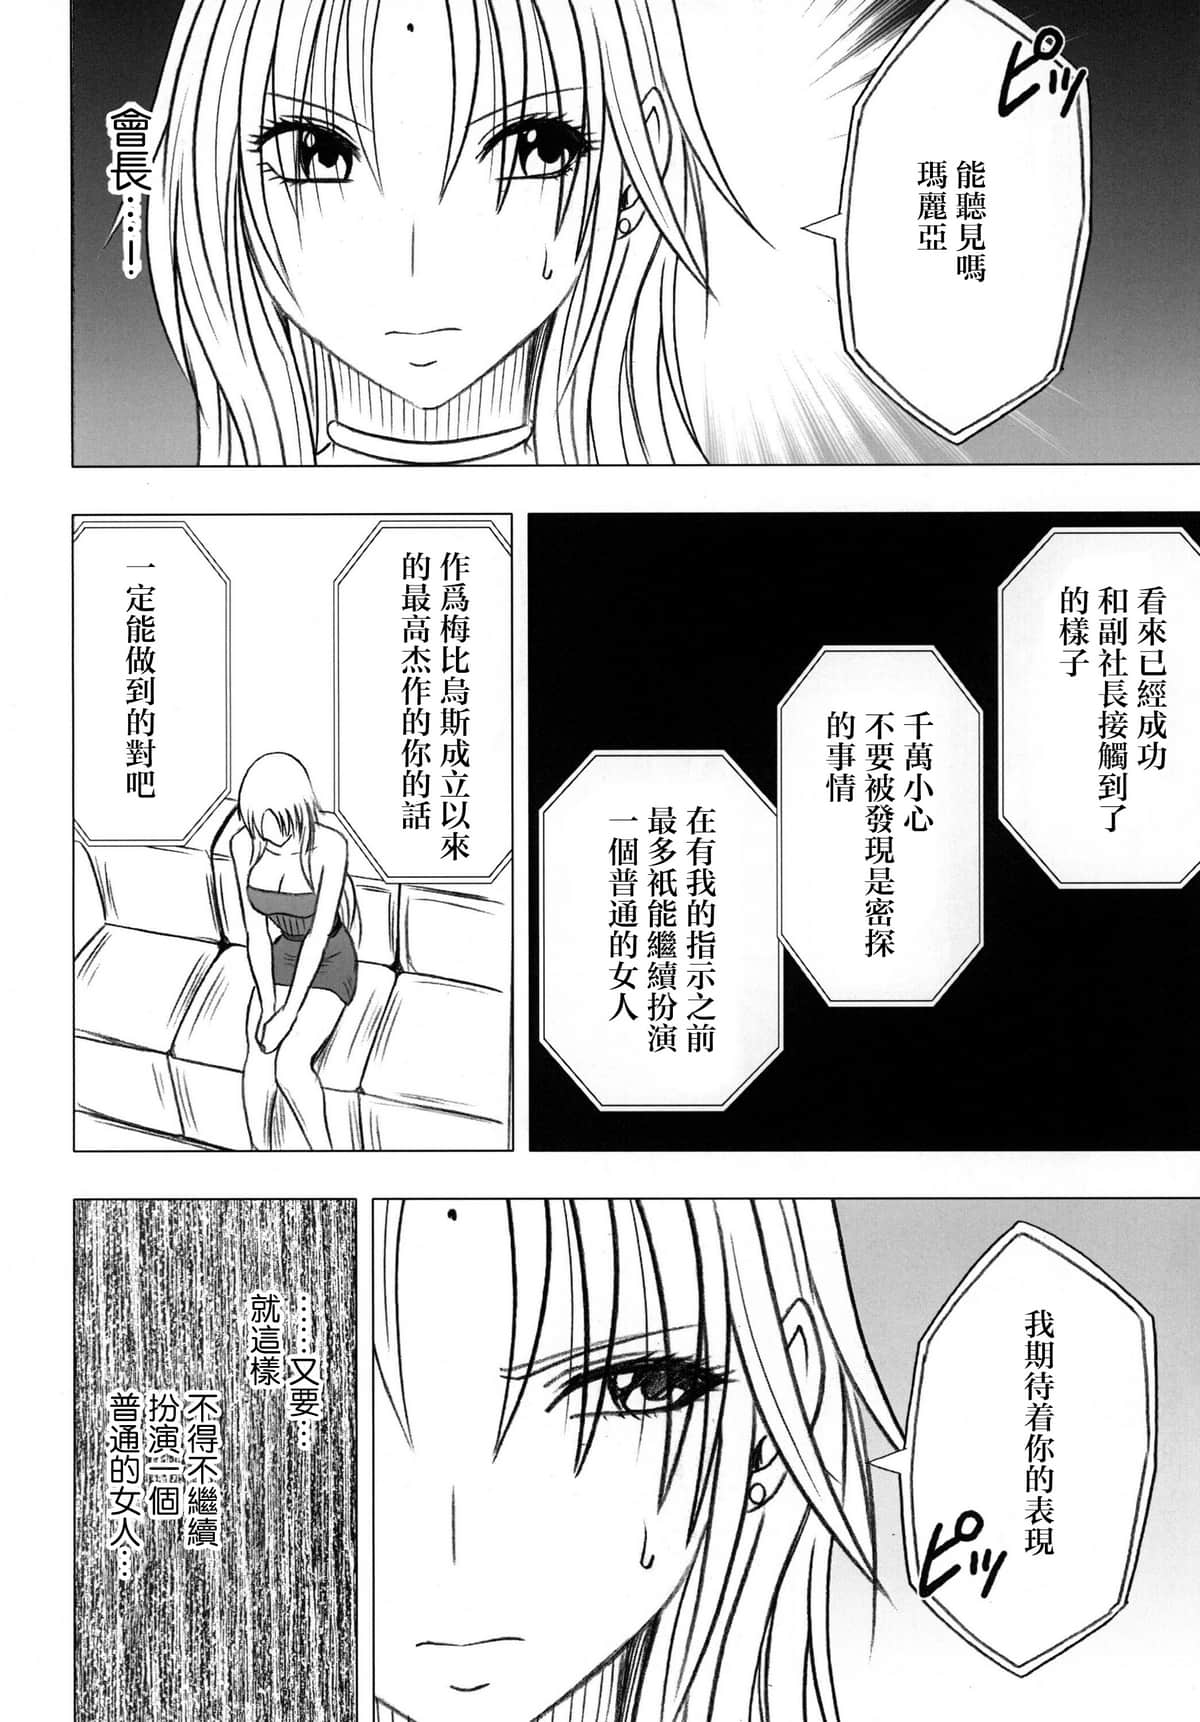 ピッ
能聽見嗎
瑪麗亞
會長…！
看來已經成功
和副社長接觸到了
的樣子
千萬小心
不要被發現是密探
的事情
在有我的指示之前
最多衹能繼續扮演
一個普通的女人
作爲梅比烏斯成立以來
的最高杰作的你的話
一定能做到的對吧
我期待着你的表現
ピッ
……又要…
就這樣
不得不繼續
扮演一個
普通的女人…